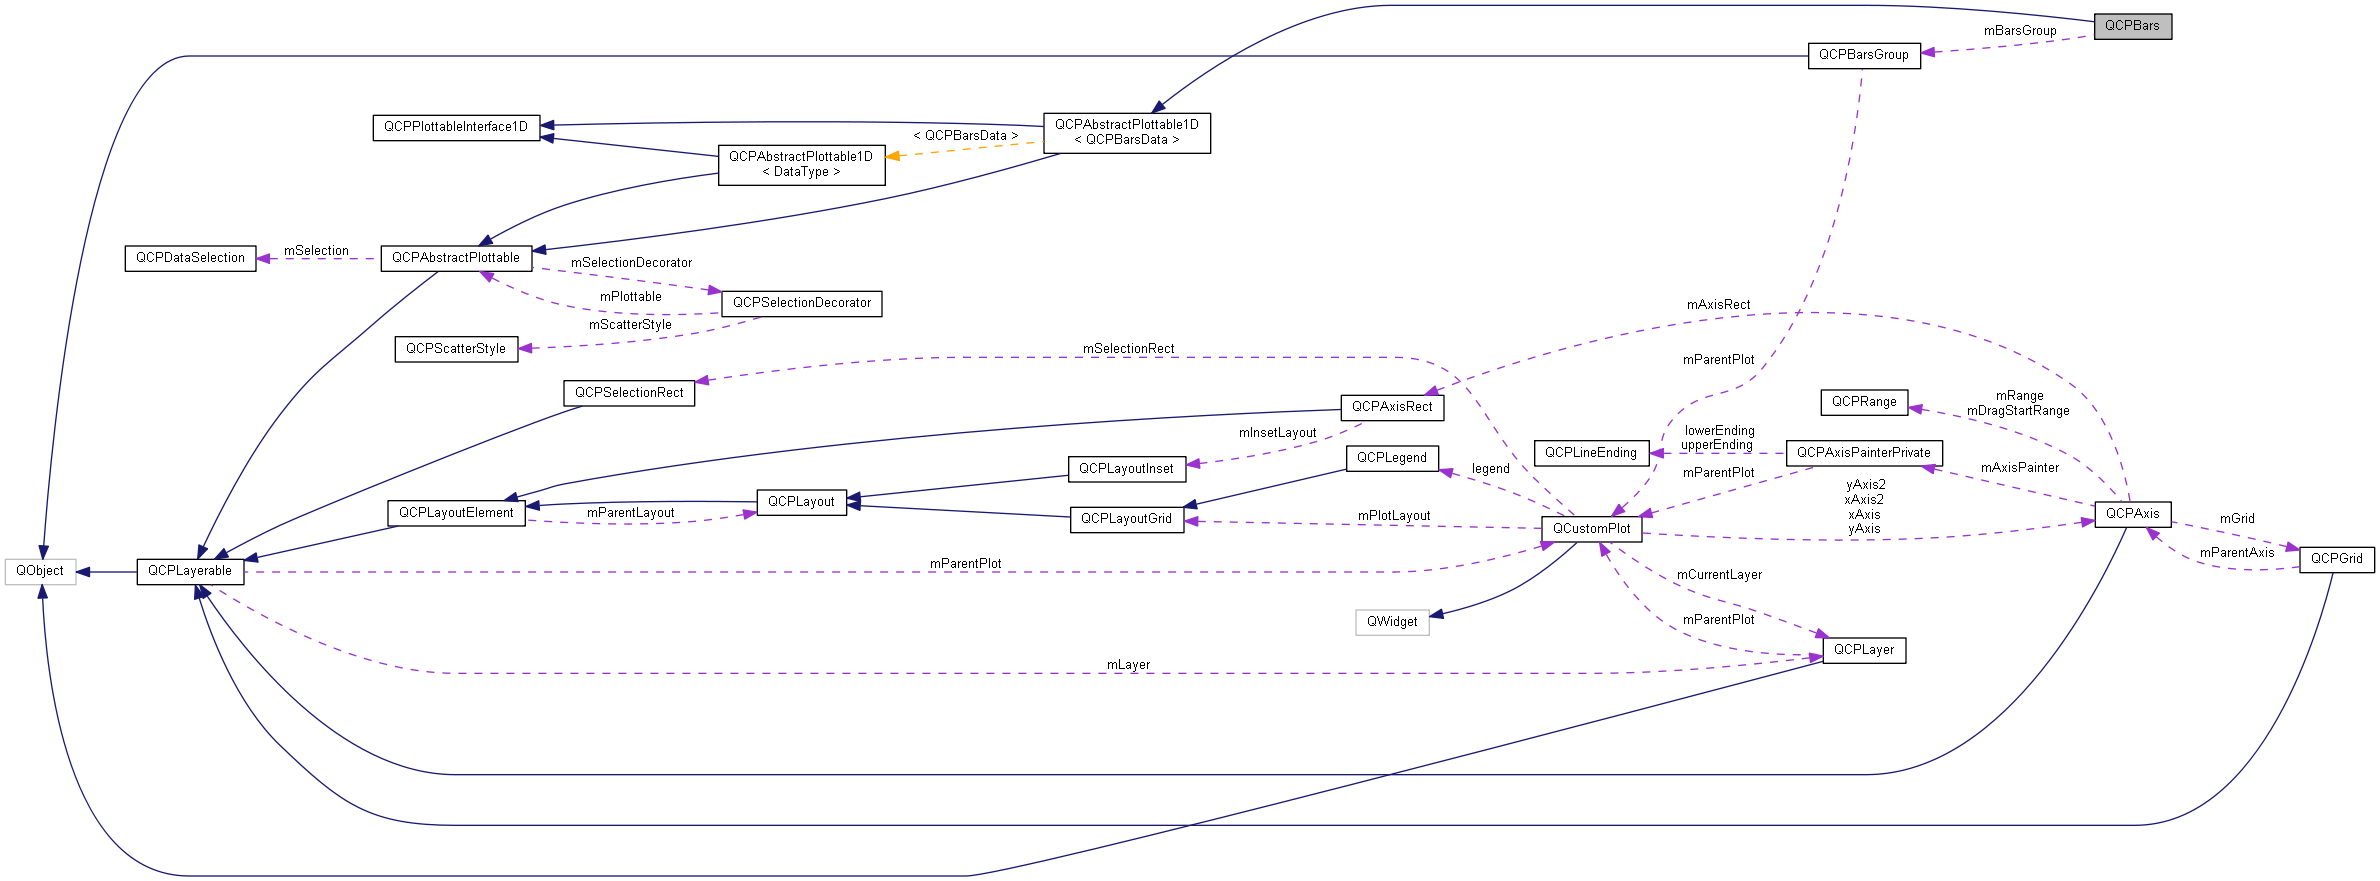 QCPBars
mBarsGroup
QCPBarsGroup
QCPPlottableInterface1D
QCPAbstractPlottable1D
< QCPBarsData >
< QCPBarsData >
QCPAbstractPlottable1D
< DataType >
QCPDataSelection
mSelection
QCPAbstractPlottable
mSelectionDecorator
mPlottable
QCPSelectionDecorator
mScatterStyle
QCPScatterStyle
mAxisRect
mSelectionRect
mParentPlot
QCPSelectionRect
QCPAxisRect
QCPRange
mRange
mDragStartRange
mInsetLayout
lowerEnding
upperEnding
QCPLineEnding
QCPAxisPainterPrivate
QCPLegend
legend
QCPLayoutInset
mParentPlot
mAxisPainter
yAxis2
xAxis2
xAxis
yAxis
QCPLayout
QCPLayoutElement
mParentLayout
QCPLayoutGrid
mPlotLayout
QCustomPlot
QCPAxis
mGrid
mParentAxis
QCPGrid
QObject
QCPLayerable
mParentPlot
mCurrentLayer
QWidget
mParentPlot
QCPLayer
mLayer